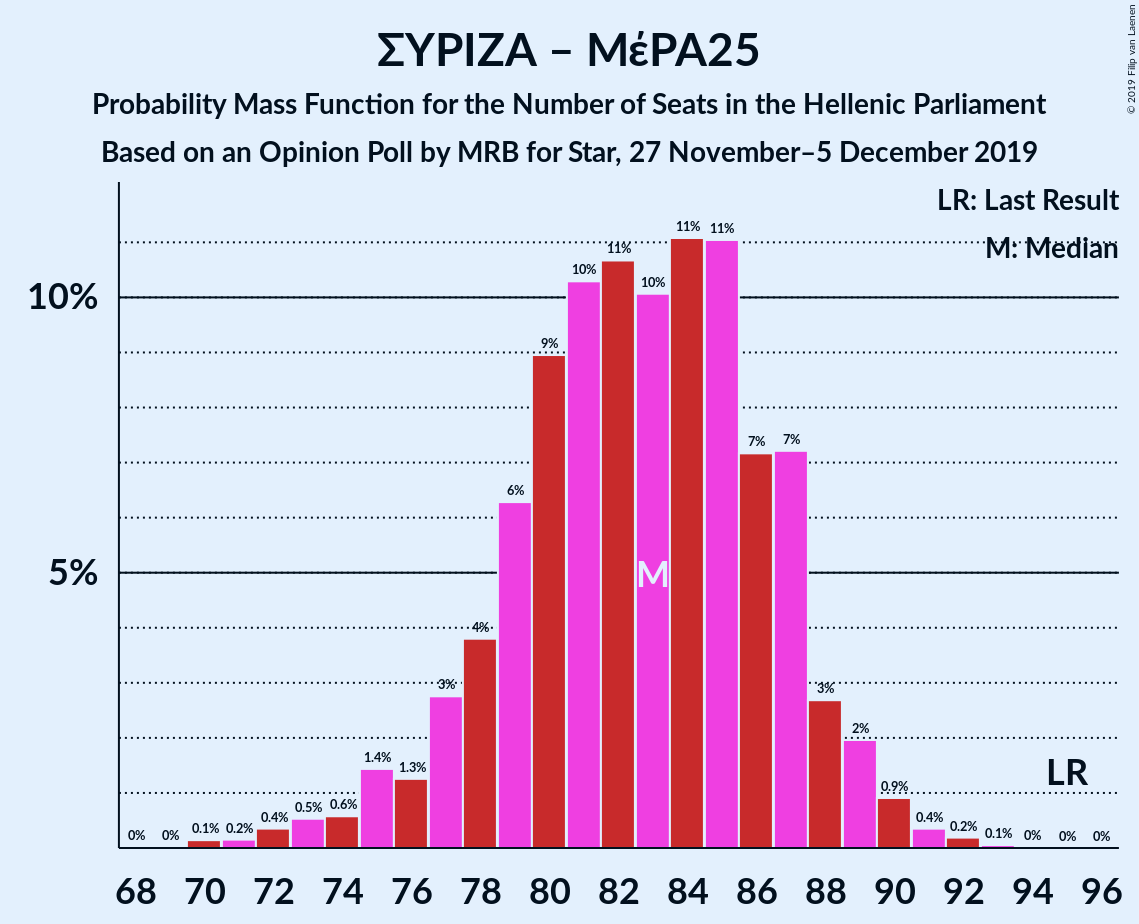 ΣΥΡΙΖΑ – ΜέΡΑ25
Probability Mass Function for the Number of Seats in the Hellenic Parliament
Based on an Opinion Poll by MRB for Star, 27 November–5 December 2019
© 2019 Filip van Laenen
LR: Last Result
M: Median
10%
5%
0% 0% 0.1% 0.2% 0.4% 0.5% 0.6% 1.4% 1.3% 3% 4% 6% 9% 10% 11% 10% 11% 11% 7% 7% 3% 2% 0.9% 0.4% 0.2% 0.1% 0% 0% 0%
M
LR
68 70 72 74 76 78 80 82 84 86 88 90 92 94 96